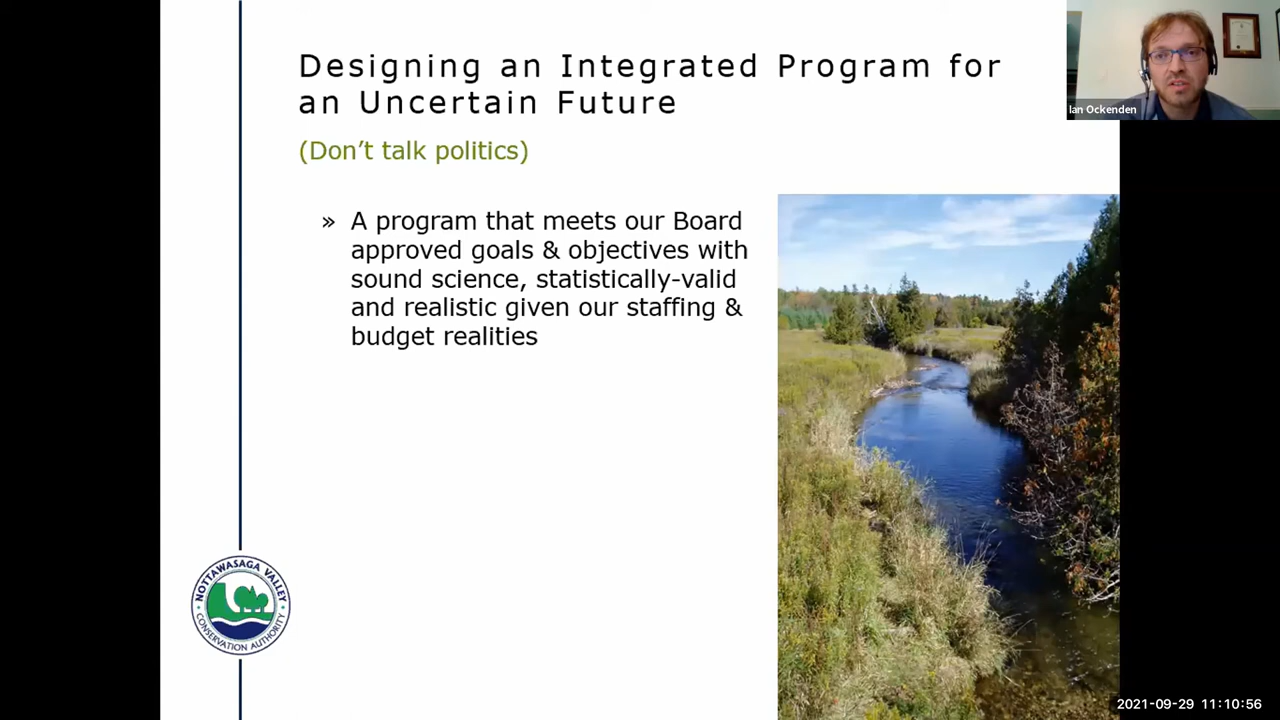 Designing an Integrated Program for
an Uncertain Future
(Don't talk politics)
» A program that meets our Board
approved goals & objectives with
sound science, statistically-valid
and realistic given our staffing &
budget realities
Ian Ockenden
NOTTAWASAGA VALLEY
CONSERVATION AUTHORITY
2021-09-29 11:10:56